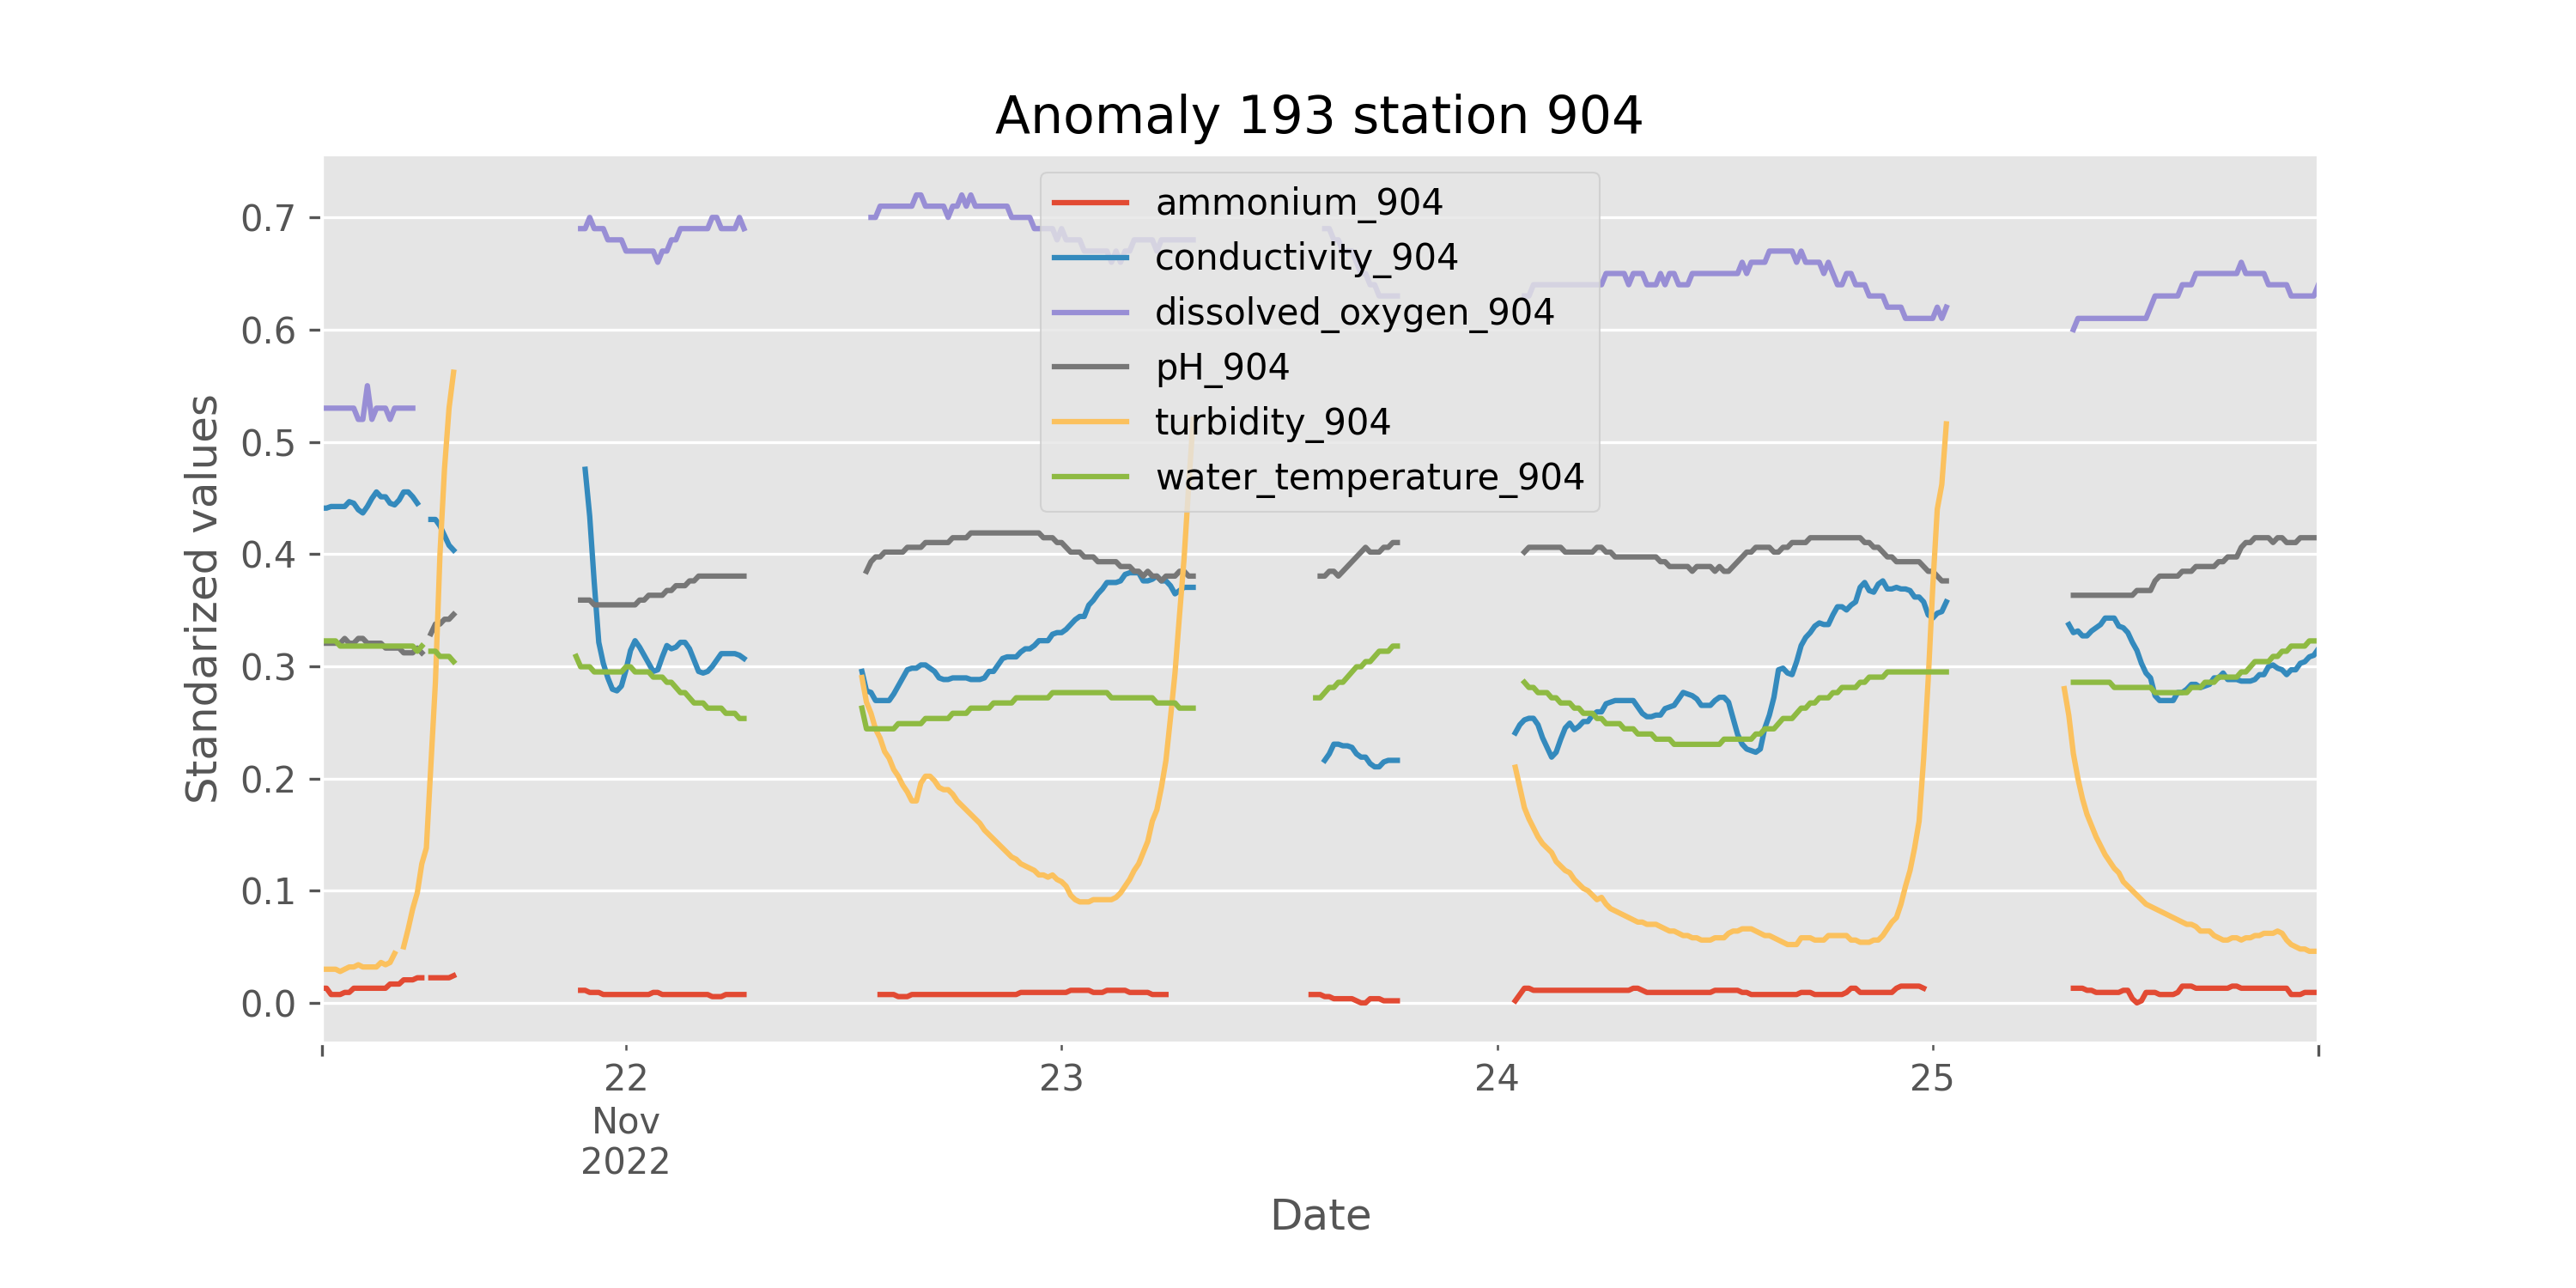 Anomaly 193 station 904
ammonium_904
conductivity_904
dissolved_oxygen_904
pH_904
turbidity_904
water_temperature_904
Standarized values
0.7
0.6
0.5
0.4
0.3
0.2
0.1
0.0
22
23
24
25
Nov
2022
Date